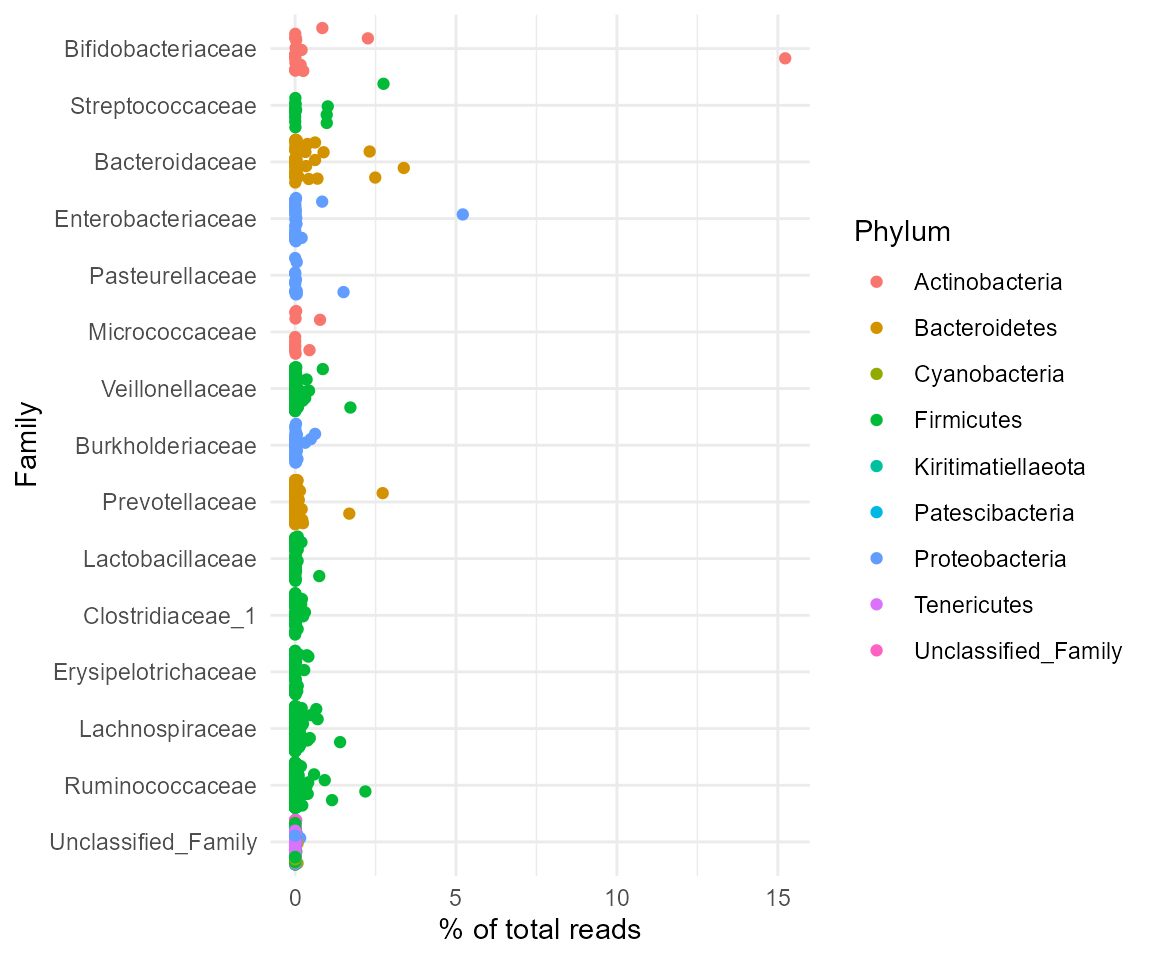 Family
Bifidobacteriaceae
Streptococcaceae
Bacteroidaceae
Enterobacteriaceae
Pasteurellaceae
Micrococcaceae
Veillonellaceae
Burkholderiaceae
Prevotellaceae
Lactobacillaceae
Clostridiaceae_1
Erysipelotrichaceae
Lachnospiraceae
Ruminococcaceae
Unclassified_Family
0 5 10 15
% of total reads
Phylum
Actinobacteria
Bacteroidetes
Cyanobacteria
Firmicutes
Kiritimatiellaeota
Patescibacteria
Proteobacteria
Tenericutes
Unclassified_Family